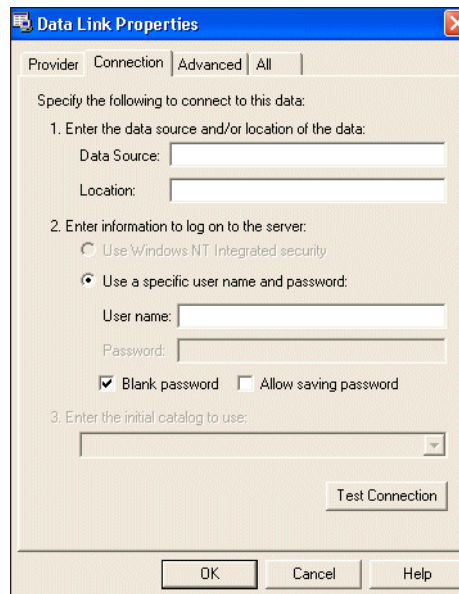 Data Link Properties
Provider Connection Advanced All
Specify the following to connect to this data:
1. Enter the data source and/or location of the data:
Data Source:
Location:
2. Enter information to log on to the server:
Use Windows NT Integrated security
Use a specific user name and password:
User name:
Password:
Blank password Allow saving password
3. Enter the initial catalog to use:
Test Connection
OK Cancel Help